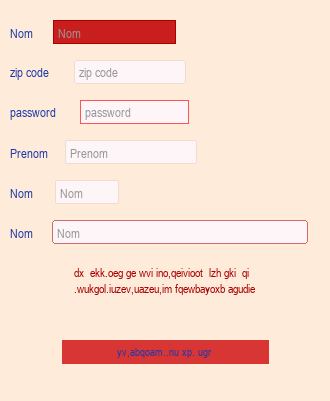 Nom Nom
zip code zip code
password password
Prenom Prenom
Nom Nom
Nom Nom
dx ekk.oeg ge wvi ino,qeivioot lzh gki qi
.wukgol.iuzev,uazeu,im fqewbayoxb agudie
yv,abqoam..nu xp. ugr